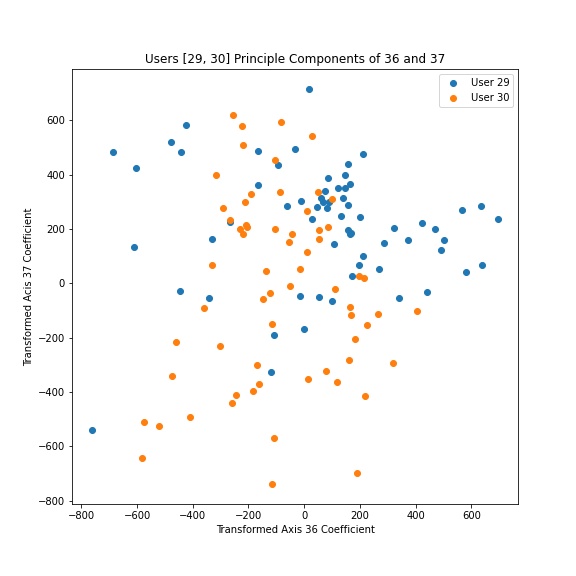 Users [29, 30] Principle Components of 36 and 37
User 29
User 30
Transformed Acis 37 Coefficient
600
400
200
0
−200
−400
−600
−800
−800 −600 −400 −200 0 200 400 600
Transformed Axis 36 Coefficient